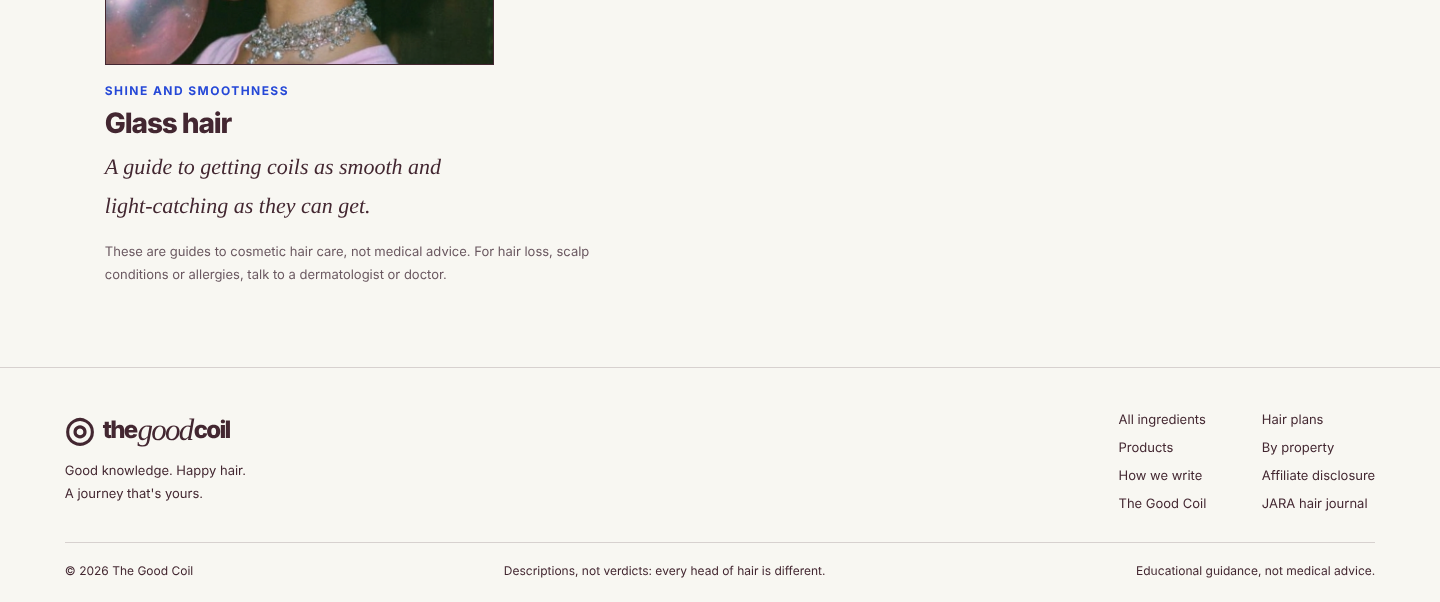 SHINE AND SMOOTHNESS
Glass hair
A guide to getting coils as smooth and
light-catching as they can get.
These are guides to cosmetic hair care, not medical advice. For hair loss, scalp
conditions or allergies, talk to a dermatologist or doctor.
thegoodcoil
Good knowledge. Happy hair.
A journey that's yours.
All ingredients
Products
How we write
The Good Coil
Hair plans
By property
Affiliate disclosure
JARA hair journal
© 2026 The Good Coil
Descriptions, not verdicts: every head of hair is different.
Educational guidance, not medical advice.